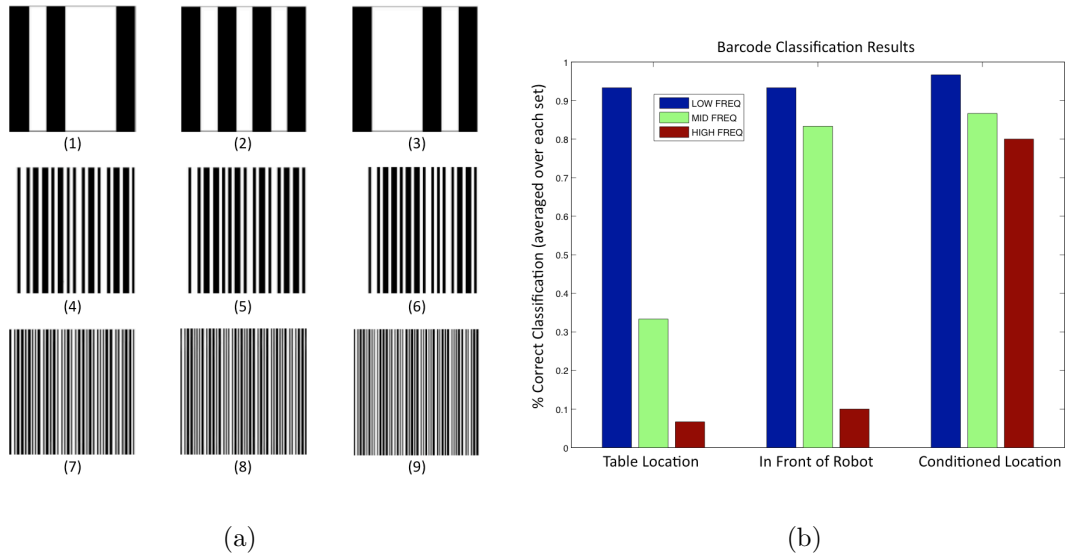 (1)
(2)
(3)
(4)
(5)
(6)
(7)
(8)
(9)
(a)
Barcode Classification Results
% Correct Classification (averaged over each set)
1
0.9
0.8
0.7
0.6
0.5
0.4
0.3
0.2
0.1
0
LOW FREQ
MID FREQ
HIGH FREQ
Table Location
In Front of Robot
Conditioned Location
(b)